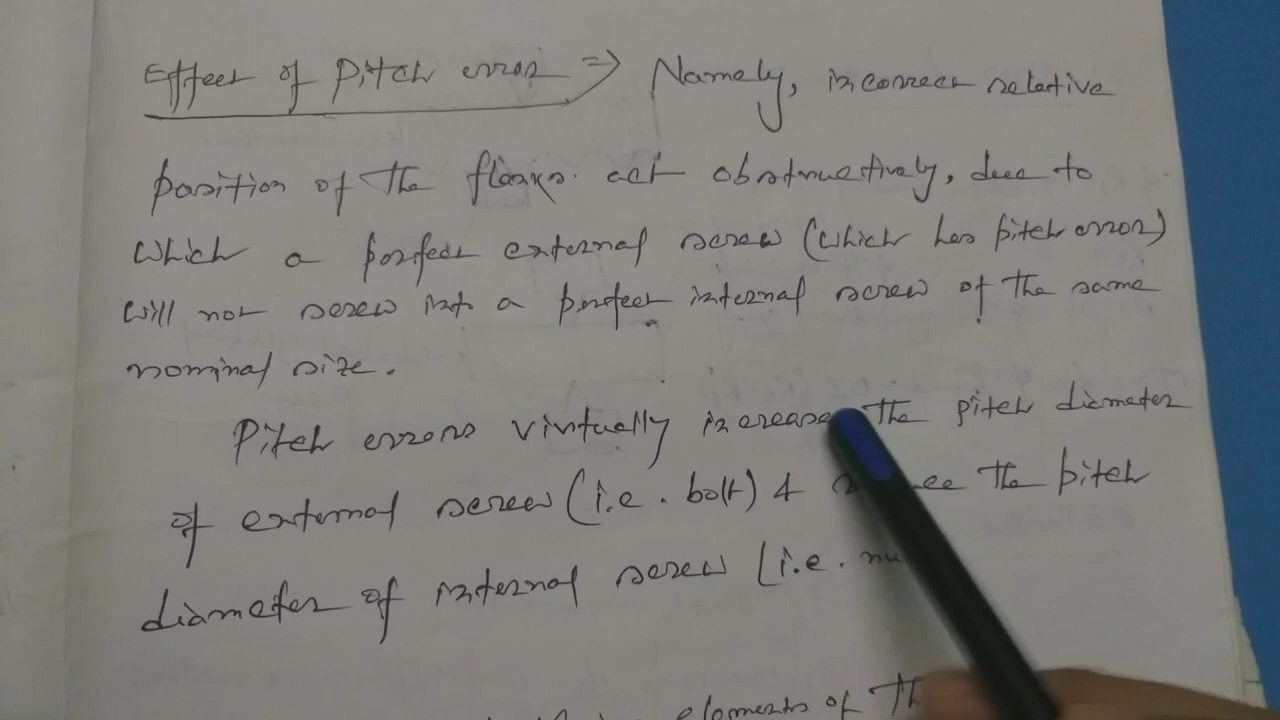 Effect of Pitch error ⇒ Namely, incorrect relative
position of the flanks. act obstructively, due to
which a perfect external screw (which has pitch error)
will not screw into a perfect internal screw of the same
nominal size.
Pitch errors virtually increase the pitch diameter
of external screw (i.e. bolt) & the pitch
diameter of internal screw (i.e.
elements of